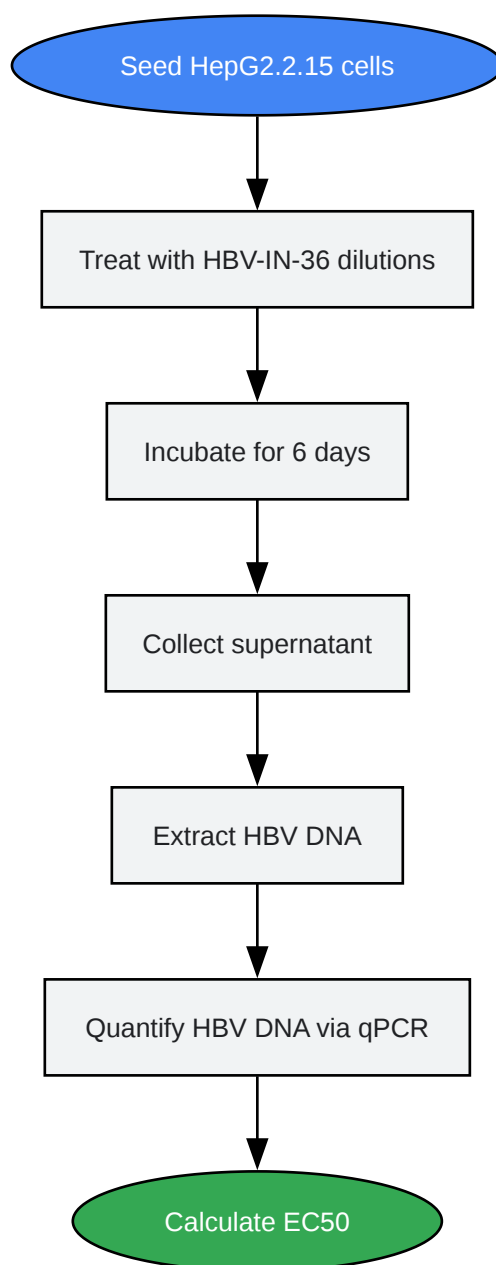 Seed HepG2.2.15 cells
Treat with HBV-IN-36 dilutions
Incubate for 6 days
Collect supernatant
Extract HBV DNA
Quantify HBV DNA via qPCR
Calculate EC50